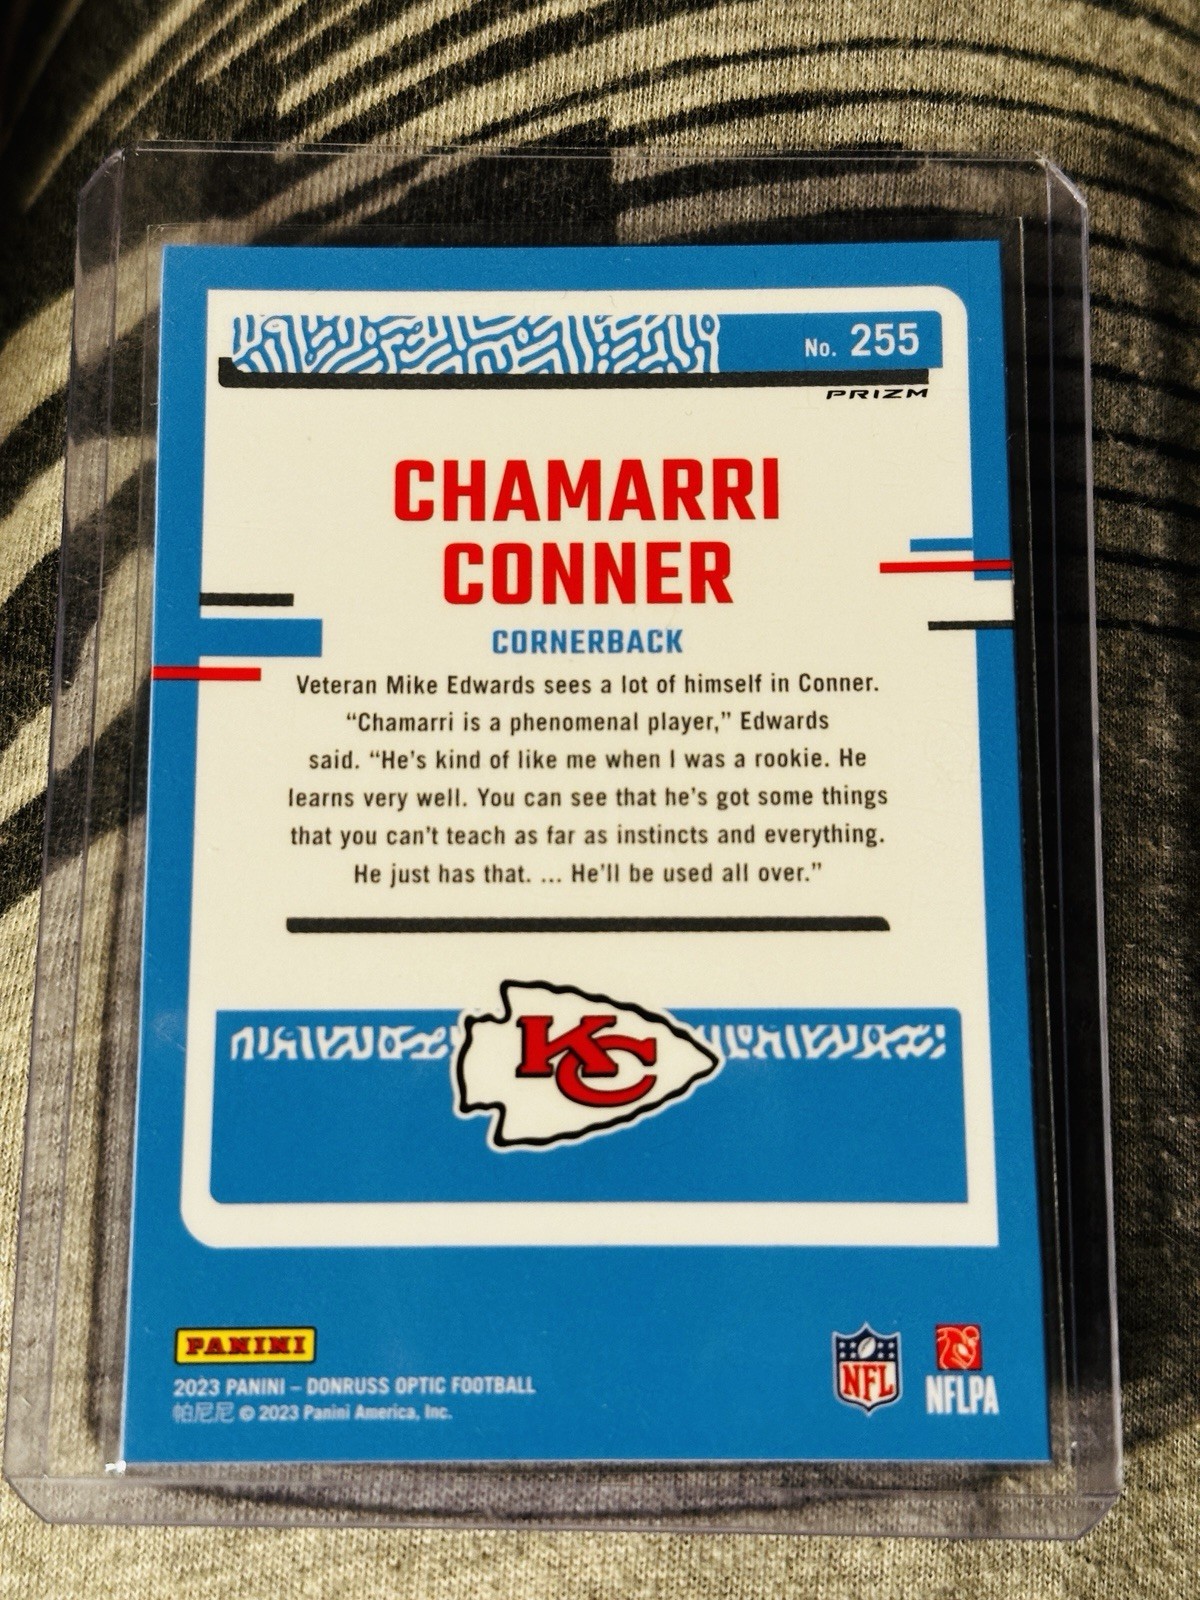 No. 255
PRIZM
CHAMARRI
CONNER
CORNERBACK
Veteran Mike Edwards sees a lot of himself in Conner.
“Chamarri is a phenomenal player,” Edwards
said. “He’s kind of like me when I was a rookie. He
learns very well. You can see that he’s got some things
that you can’t teach as far as instincts and everything.
He just has that. ... He’ll be used all over.”
KC
PANINI
2023 PANINI – DONRUSS OPTIC FOOTBALL
帕尼尼 © 2023 Panini America, Inc.
NFL
NFLPA